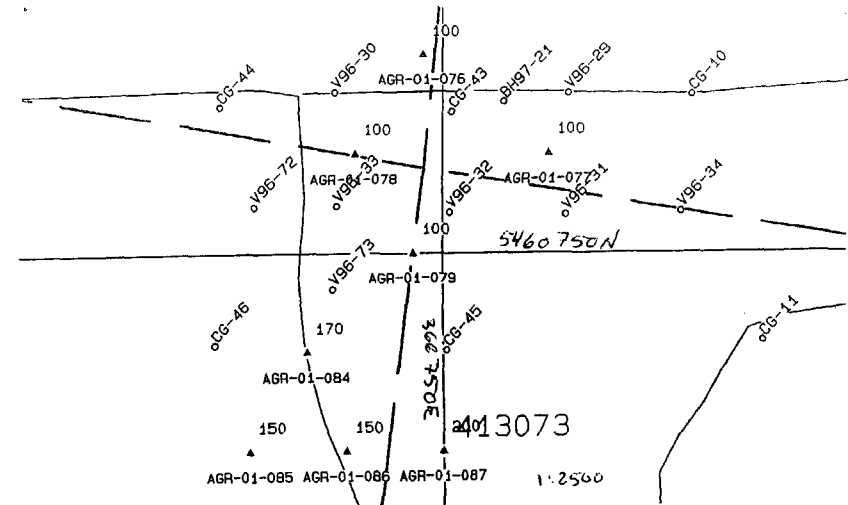 100
CG-44
V96-30
AGR-01-076
CG-43
BH97-21
V96-29
CG-10
100
100
V96-72
AGR-01-078
V96-33
V96-32
AGR-01-077
V96-31
V96-34
100
5460 750N
V96-73
AGR-01-079
CG-46
170
CG-45
CG-11
AGR-01-084
150
150
413073
AGR-01-085
AGR-01-086
AGR-01-087
1:2500